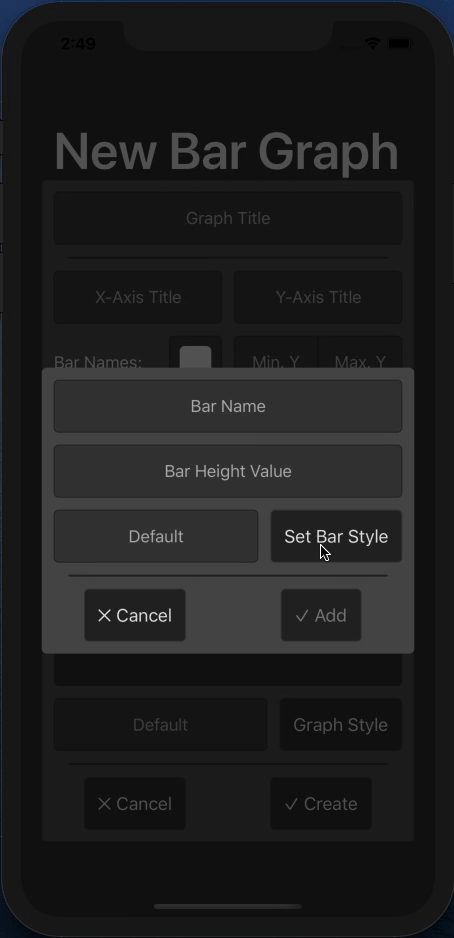 2:49
New Bar Graph
Graph Title
X-Axis Title
Y-Axis Title
Bar Names:
Min. Y
Max. Y
Bar Name
Bar Height Value
Default
Set Bar Style
Cancel
Add
Default
Graph Style
Cancel
Create